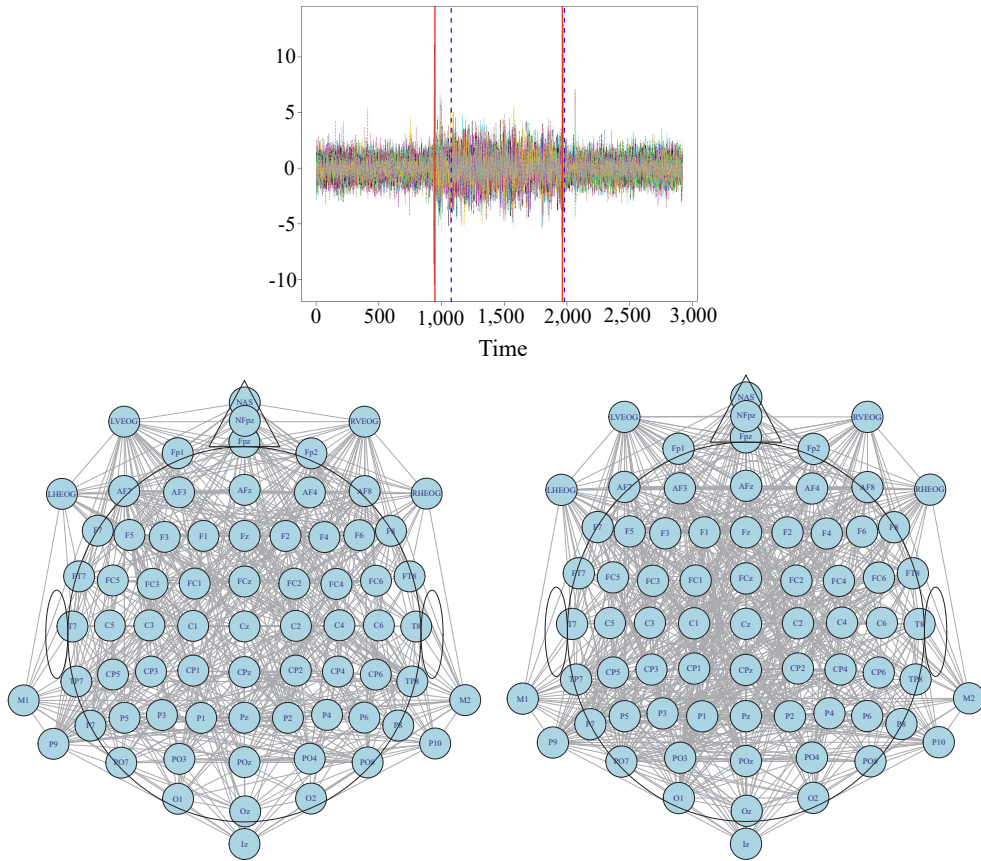 10
5
0
-5
-10
0 500 1,000 1,500 2,000 2,500 3,000
Time
NAS
LVEOG NFpz RVEOG
Fpz
Fp1 Fp2
LHEOG AF7 AF3 AFz AF4 AF8 RHEOG
F7 F5 F3 F1 Fz F2 F4 F6 F8
FT7 FC5 FC3 FC1 FCz FC2 FC4 FC6 FT8
T7 C5 C3 C1 Cz C2 C4 C6 T8
TP7 CP5 CP3 CP1 CPz CP2 CP4 CP6 TP8
M1 M2
P7 P5 P3 P1 Pz P2 P4 P6 P8
P9 P10
PO7 PO3 POz PO4 PO8
O1 Oz O2
Iz
NAS
LVEOG NFpz RVEOG
Fpz
Fp1 Fp2
LHEOG AF7 AF3 AFz AF4 AF8 RHEOG
F7 F5 F3 F1 Fz F2 F4 F6 F8
FT7 FC5 FC3 FC1 FCz FC2 FC4 FC6 FT8
T7 C5 C3 C1 Cz C2 C4 C6 T8
TP7 CP5 CP3 CP1 CPz CP2 CP4 CP6 TP8
M1 M2
P7 P5 P3 P1 Pz P2 P4 P6 P8
P9 P10
PO7 PO3 POz PO4 PO8
O1 Oz O2
Iz